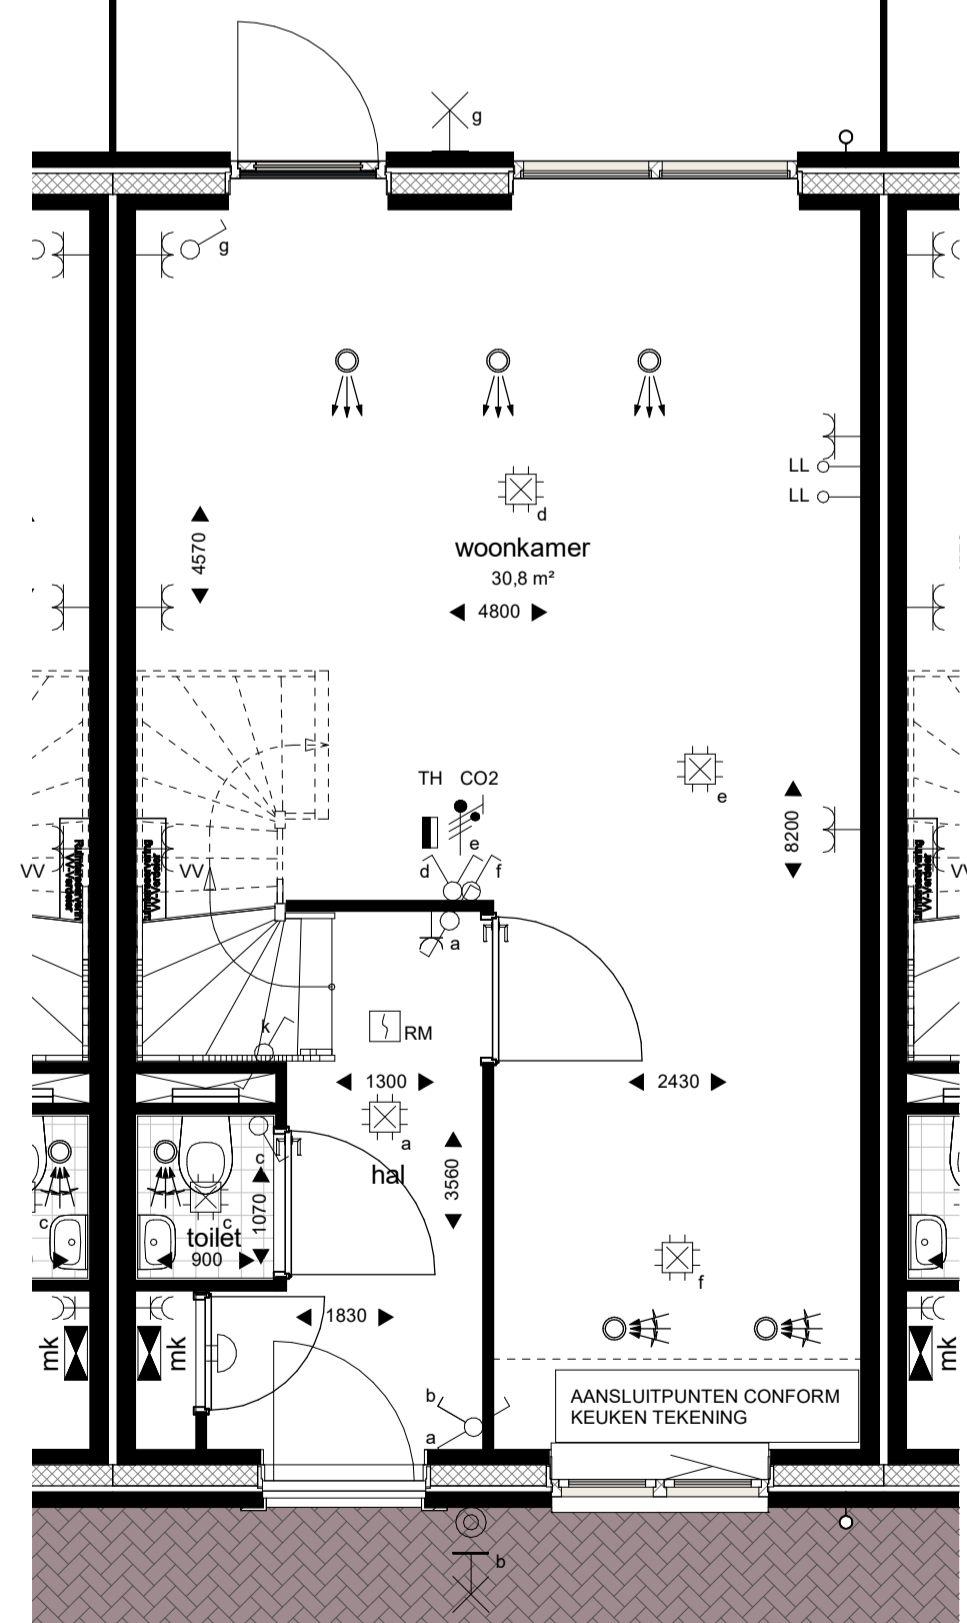 g
g
LL
LL
d
4570
woonkamer
30,8 m²
4800
e
TH CO2
8200
e
d
f
VV
VV
a
k
RM
1300
2430
a
c
hal
3560
1070
c
c
toilet
900
f
1830
mk
mk
mk
b
a
AANSLUITPUNTEN CONFORM
KEUKEN TEKENING
b